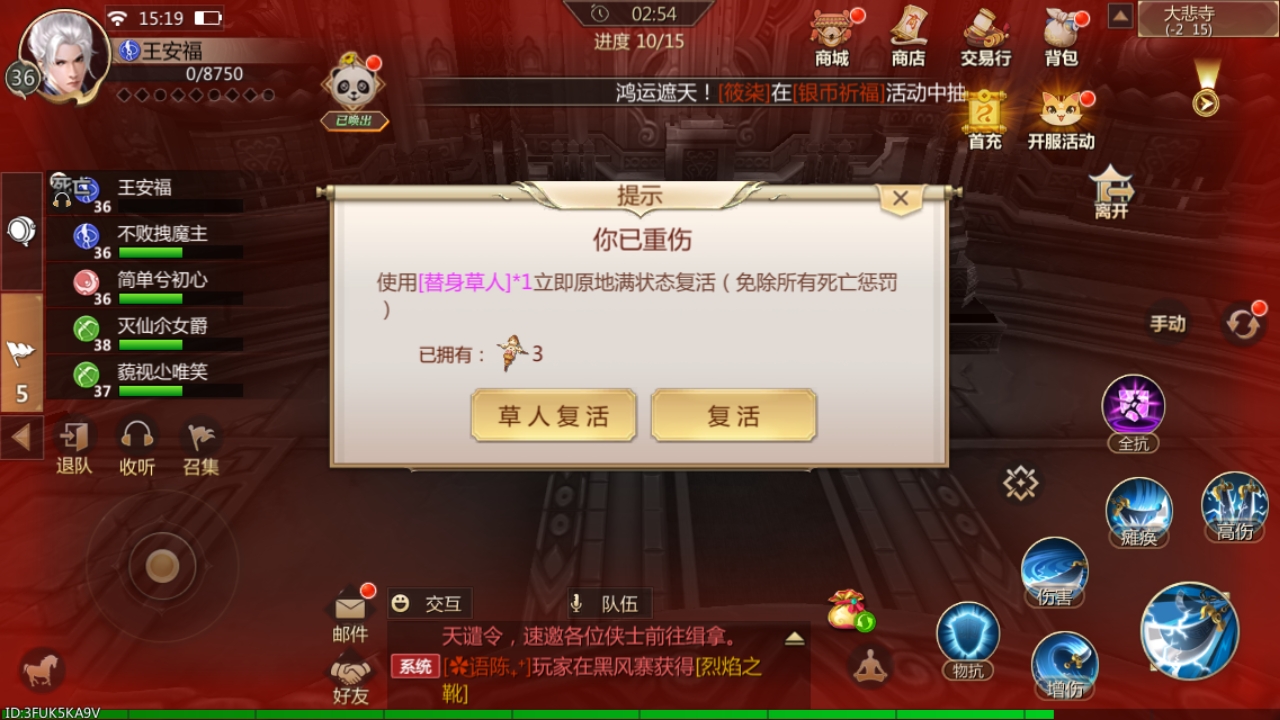 15:19
36
王安福
0/8750
已唤出
02:54
进度 10/15
商城
商店
交易行
背包
大悲寺
(-2 15)
鸿运遮天！[筱柒]在[银币祈福]活动中抽
首充
开服活动
离开
死亡
王安福
36
不败拽魔主
36
简单兮初心
36
灭仙尒女爵
38
藐视尐唯笑
37
5
退队
收听
召集
提示
你已重伤
使用[替身草人]*1立即原地满状态复活（免除所有死亡惩罚
）
已拥有：
3
草人复活
复活
手动
全抗
瘫痪
高伤
伤害
物抗
增伤
邮件
好友
交互
队伍
天谴令，速邀各位侠士前往缉拿。
系统
语陈
玩家在黑风寨获得[烈焰之
靴]
ID:3FUK5KA9V